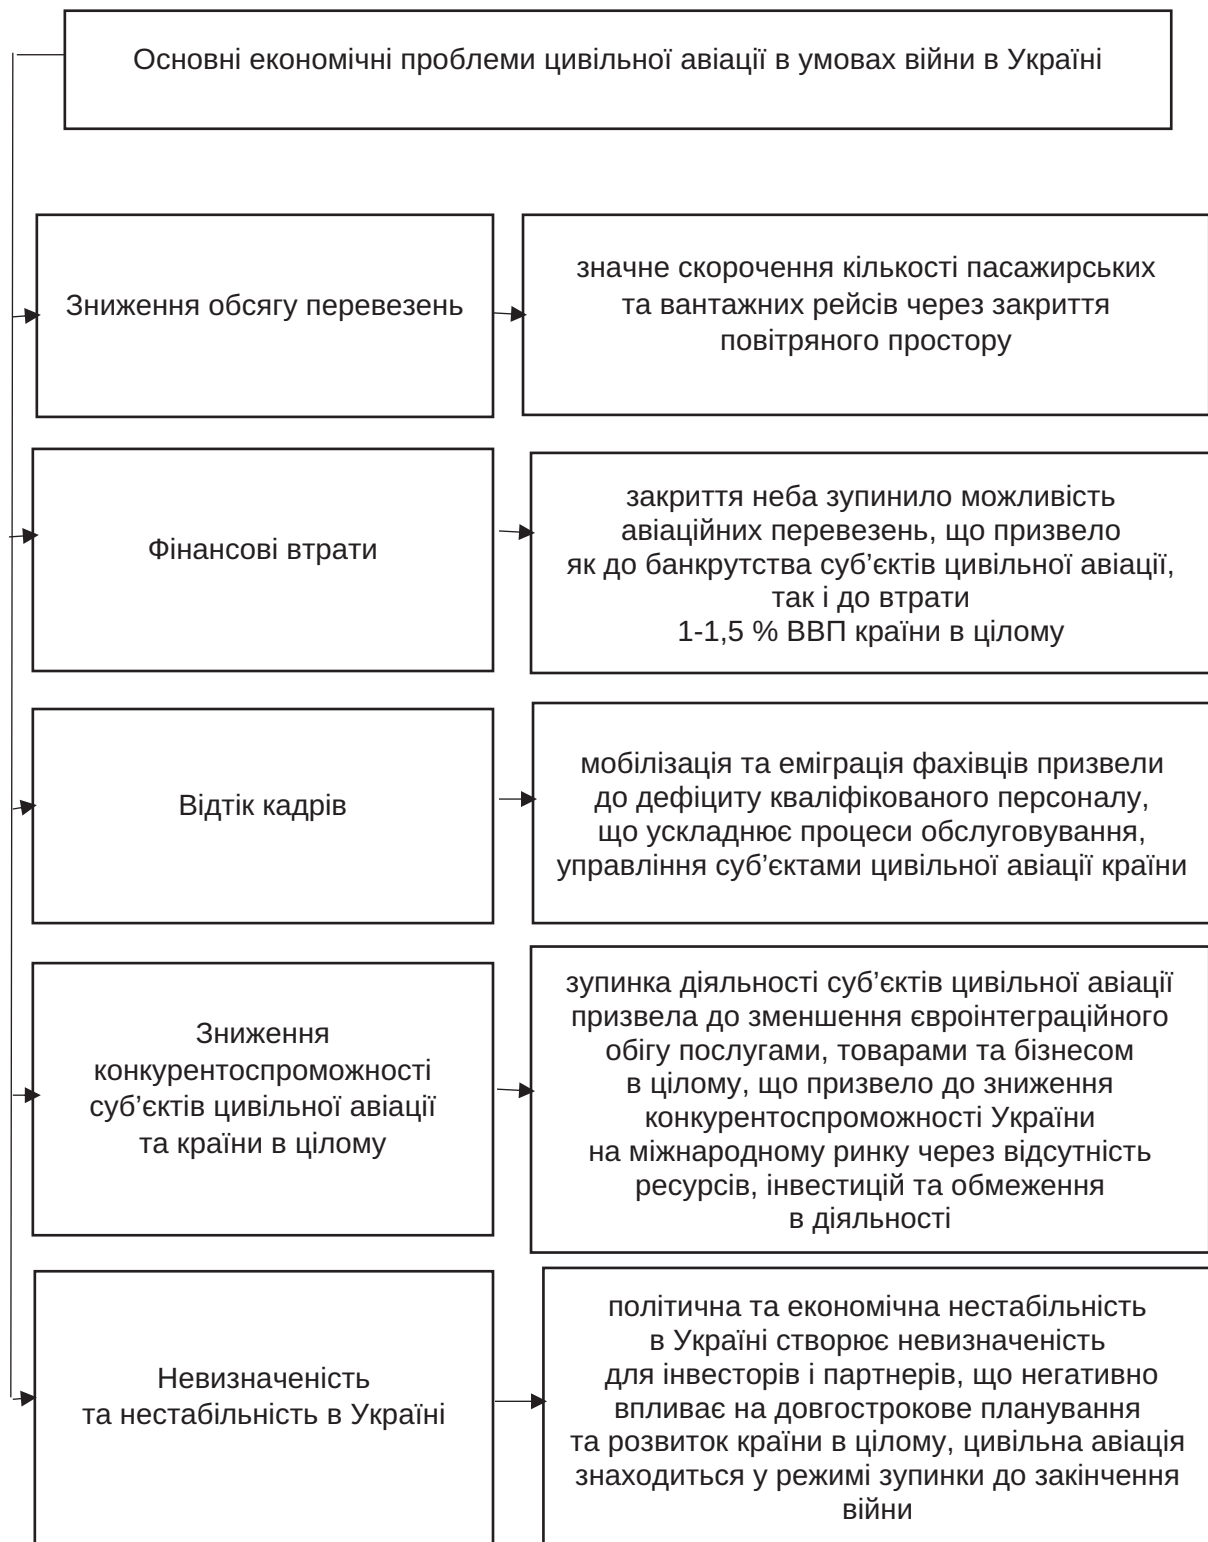 Основні економічні проблеми цивільної авіації в умовах війни в Україні
Зниження обсягу перевезень
значне скорочення кількості пасажирських
та вантажних рейсів через закриття
повітряного простору
Фінансові втрати
закриття неба зупинило можливість
авіаційних перевезень, що призвело
як до банкрутства суб’єктів цивільної авіації,
так і до втрати
1-1,5 % ВВП країни в цілому
Відтік кадрів
мобілізація та еміграція фахівців призвели
до дефіциту кваліфікованого персоналу,
що ускладнює процеси обслуговування,
управління суб’єктами цивільної авіації країни
Зниження
конкурентоспроможності
суб’єктів цивільної авіації
та країни в цілому
зупинка діяльності суб’єктів цивільної авіації
призвела до зменшення євроінтеграційного
обігу послугами, товарами та бізнесом
в цілому, що призвело до зниження
конкурентоспроможності України
на міжнародному ринку через відсутність
ресурсів, інвестицій та обмеження
в діяльності
Невизначеність
та нестабільність в Україні
політична та економічна нестабільність
в Україні створює невизначеність
для інвесторів і партнерів, що негативно
впливає на довгострокове планування
та розвиток країни в цілому, цивільна авіація
знаходиться у режимі зупинки до закінчення
війни